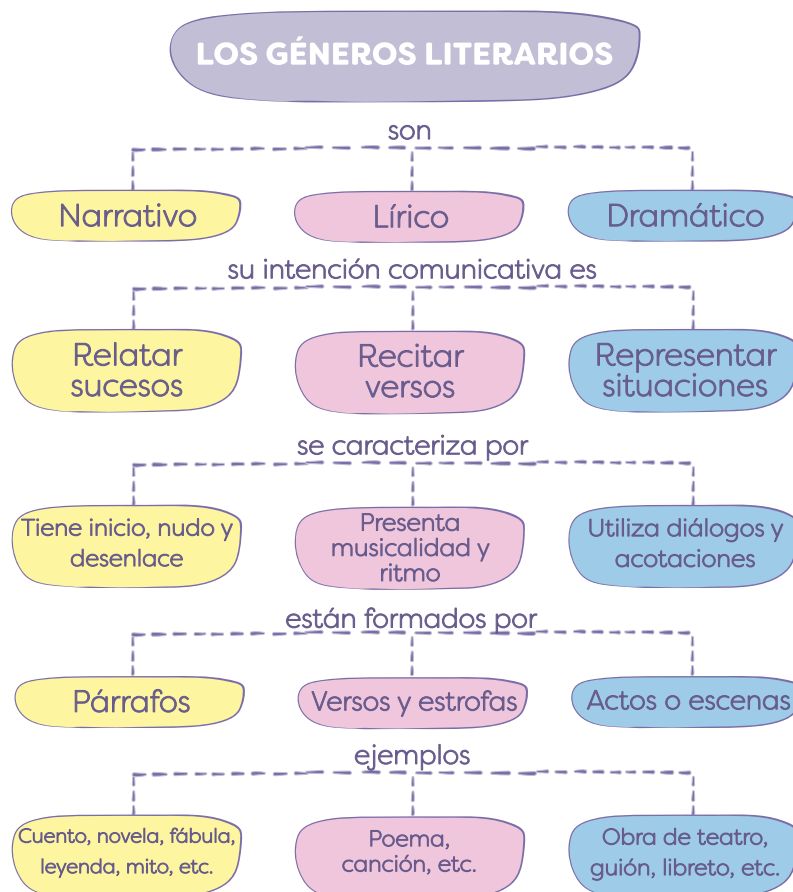 LOS GÉNEROS LITERARIOS
son
Narrativo
Lírico
Dramático
su intención comunicativa es
Relatar
sucesos
Recitar
versos
Representar
situaciones
se caracteriza por
Tiene inicio, nudo y
desenlace
Presenta
musicalidad y
ritmo
Utiliza diálogos y
acotaciones
están formados por
Párrafos
Versos y estrofas
Actos o escenas
ejemplos
Cuento, novela, fábula,
leyenda, mito, etc.
Poema,
canción, etc.
Obra de teatro,
guión, libreto, etc.